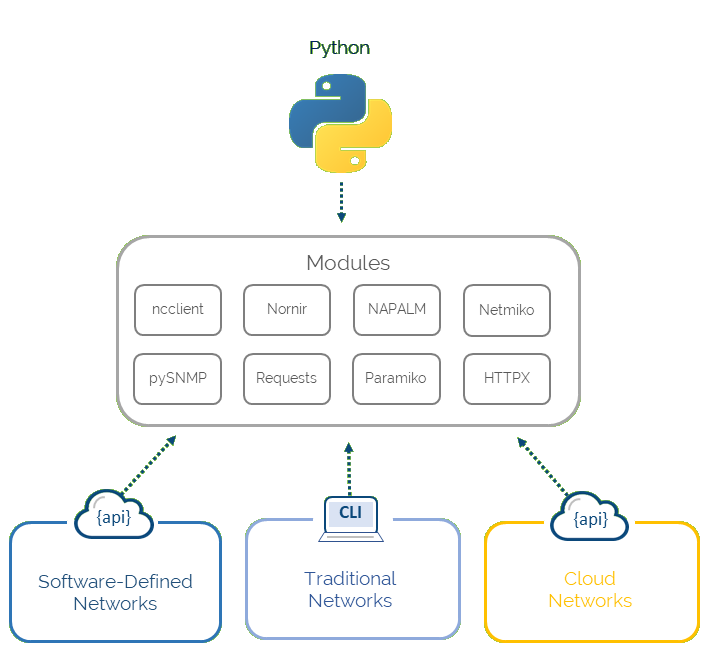 Python
Modules
ncclient
Nornir
NAPALM
Netmiko
pySNMP
Requests
Paramiko
HTTPX
{api}
CLI
{api}
Software-Defined
Networks
Traditional
Networks
Cloud
Networks